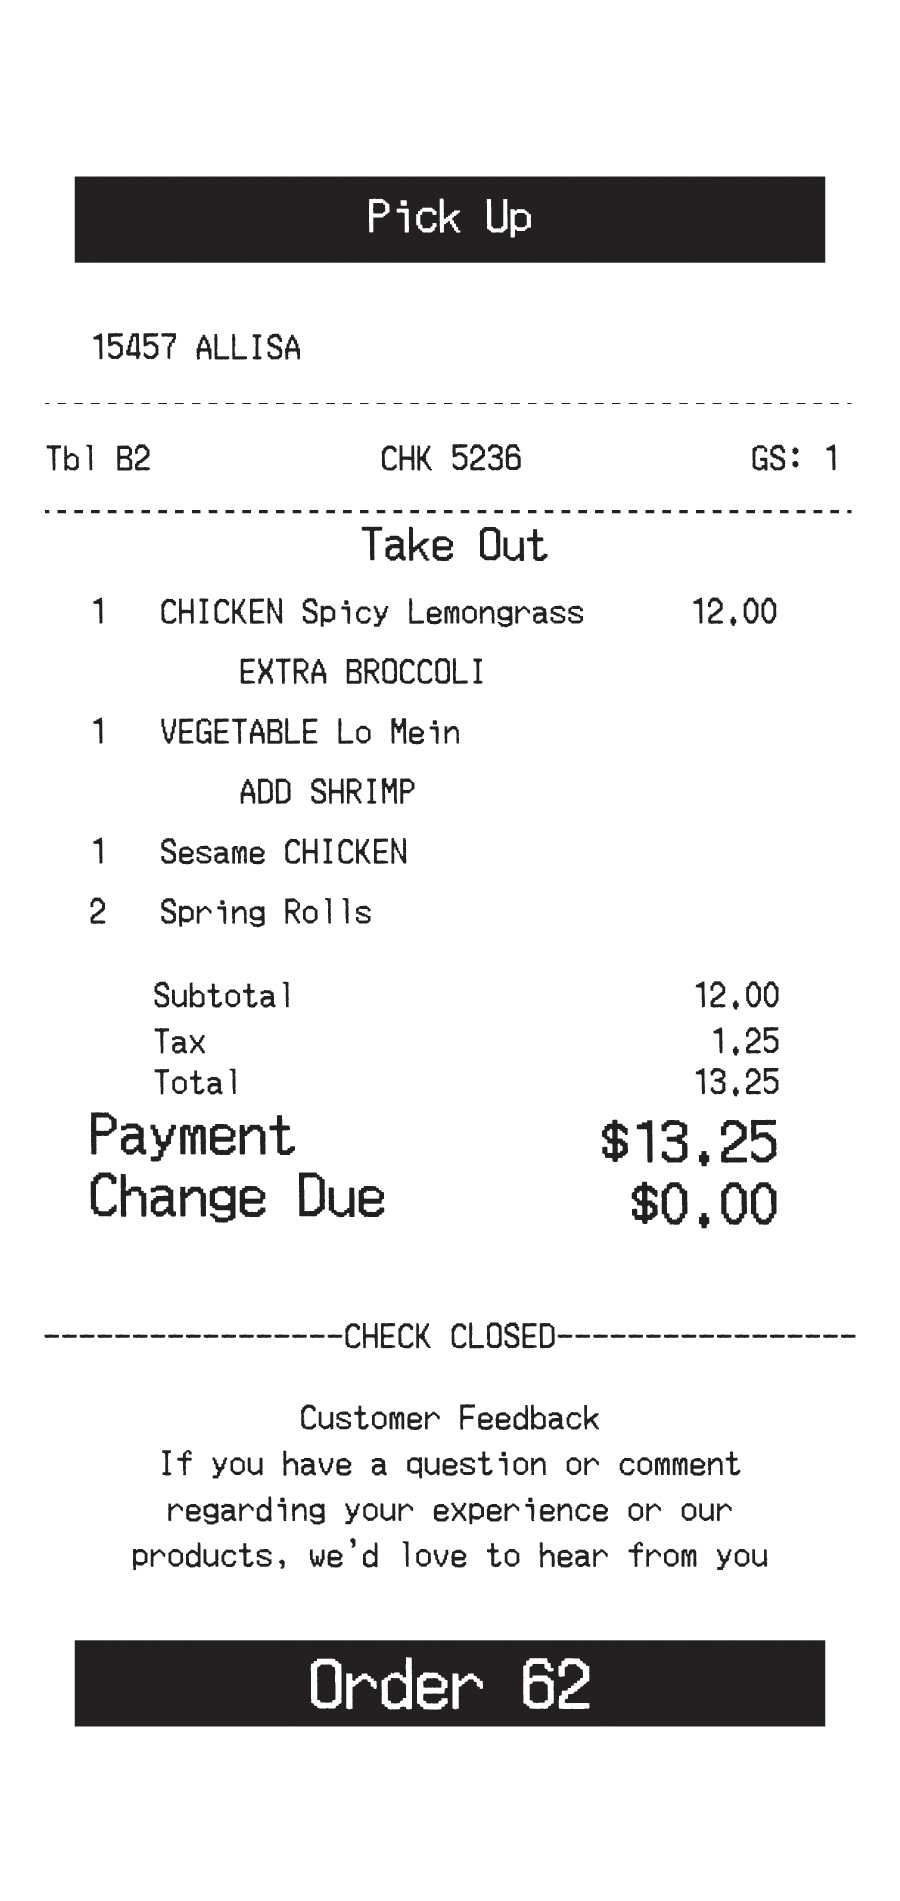 Pick Up
15457 ALLISA
Tbl B2 CHK 5236 GS: 1
Take Out
1 CHICKEN Spicy Lemongrass 12.00
EXTRA BROCCOLI
1 VEGETABLE Lo Mein
ADD SHRIMP
1 Sesame CHICKEN
2 Spring Rolls
Subtotal 12.00
Tax 1.25
Total 13.25
Payment $13.25
Change Due $0.00
-----------------CHECK CLOSED-----------------
Customer Feedback
If you have a question or comment
regarding your experience or our
products, we'd love to hear from you
Order 62